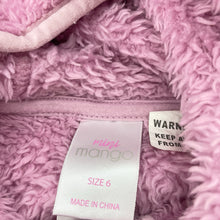 mini
mango
SIZE 6
MADE IN CHINA
WARN
KEEP A
FROM